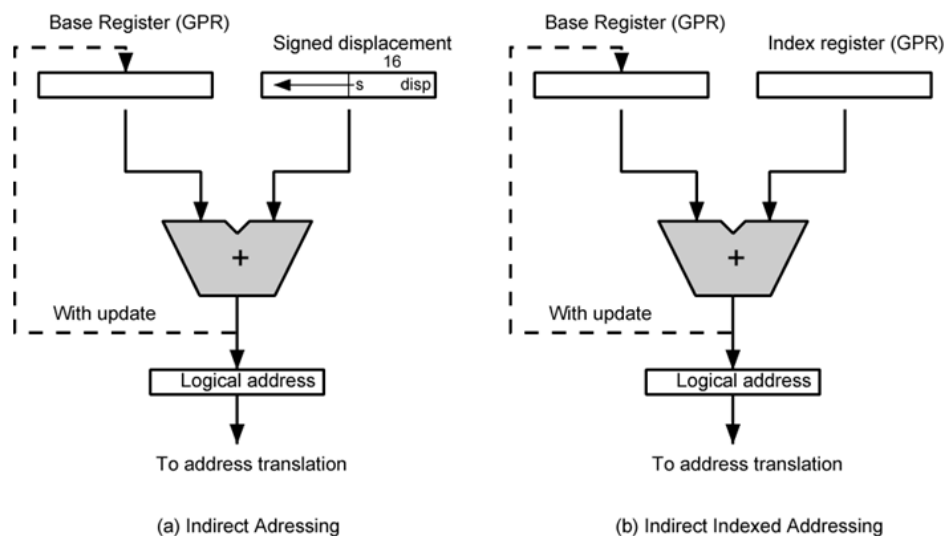 Base Register (GPR)
Signed displacement
16
s disp
+
With update
Logical address
To address translation
(a) Indirect Adressing
Base Register (GPR)
Index register (GPR)
+
With update
Logical address
To address translation
(b) Indirect Indexed Addressing